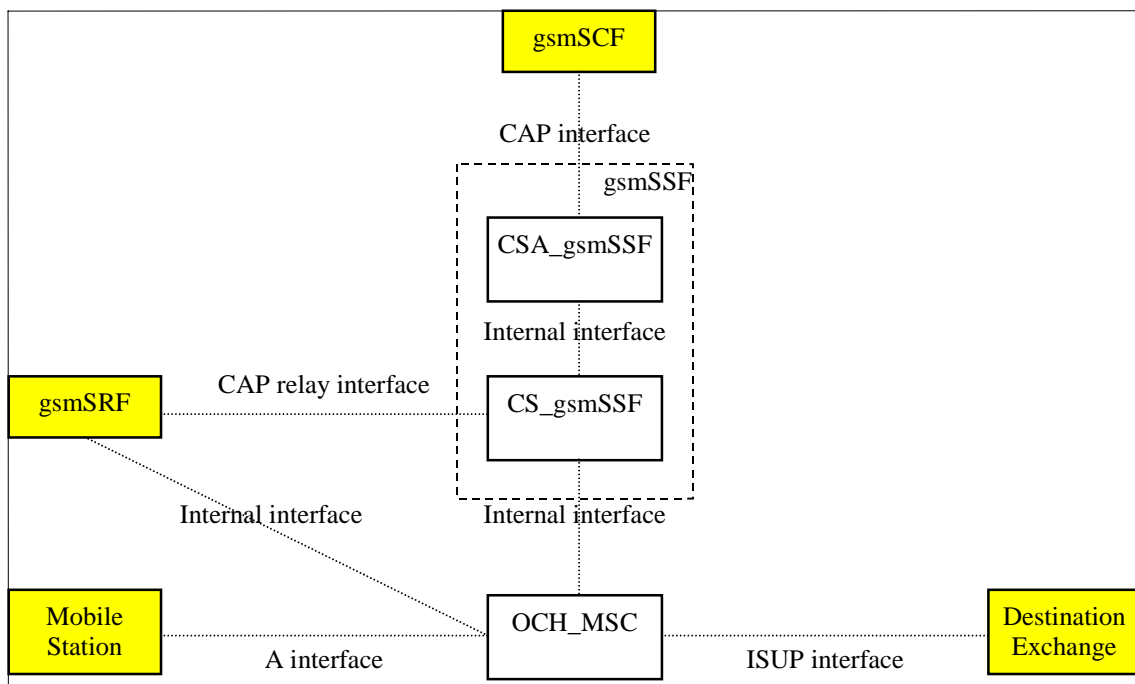 gsmSCF
CAP interface
gsmSSF
CSA_gsmSSF
Internal interface
CAP relay interface
gsmSRF
CS_gsmSSF
Internal interface
Internal interface
Mobile
Station
OCH_MSC
Destination
Exchange
A interface
ISUP interface